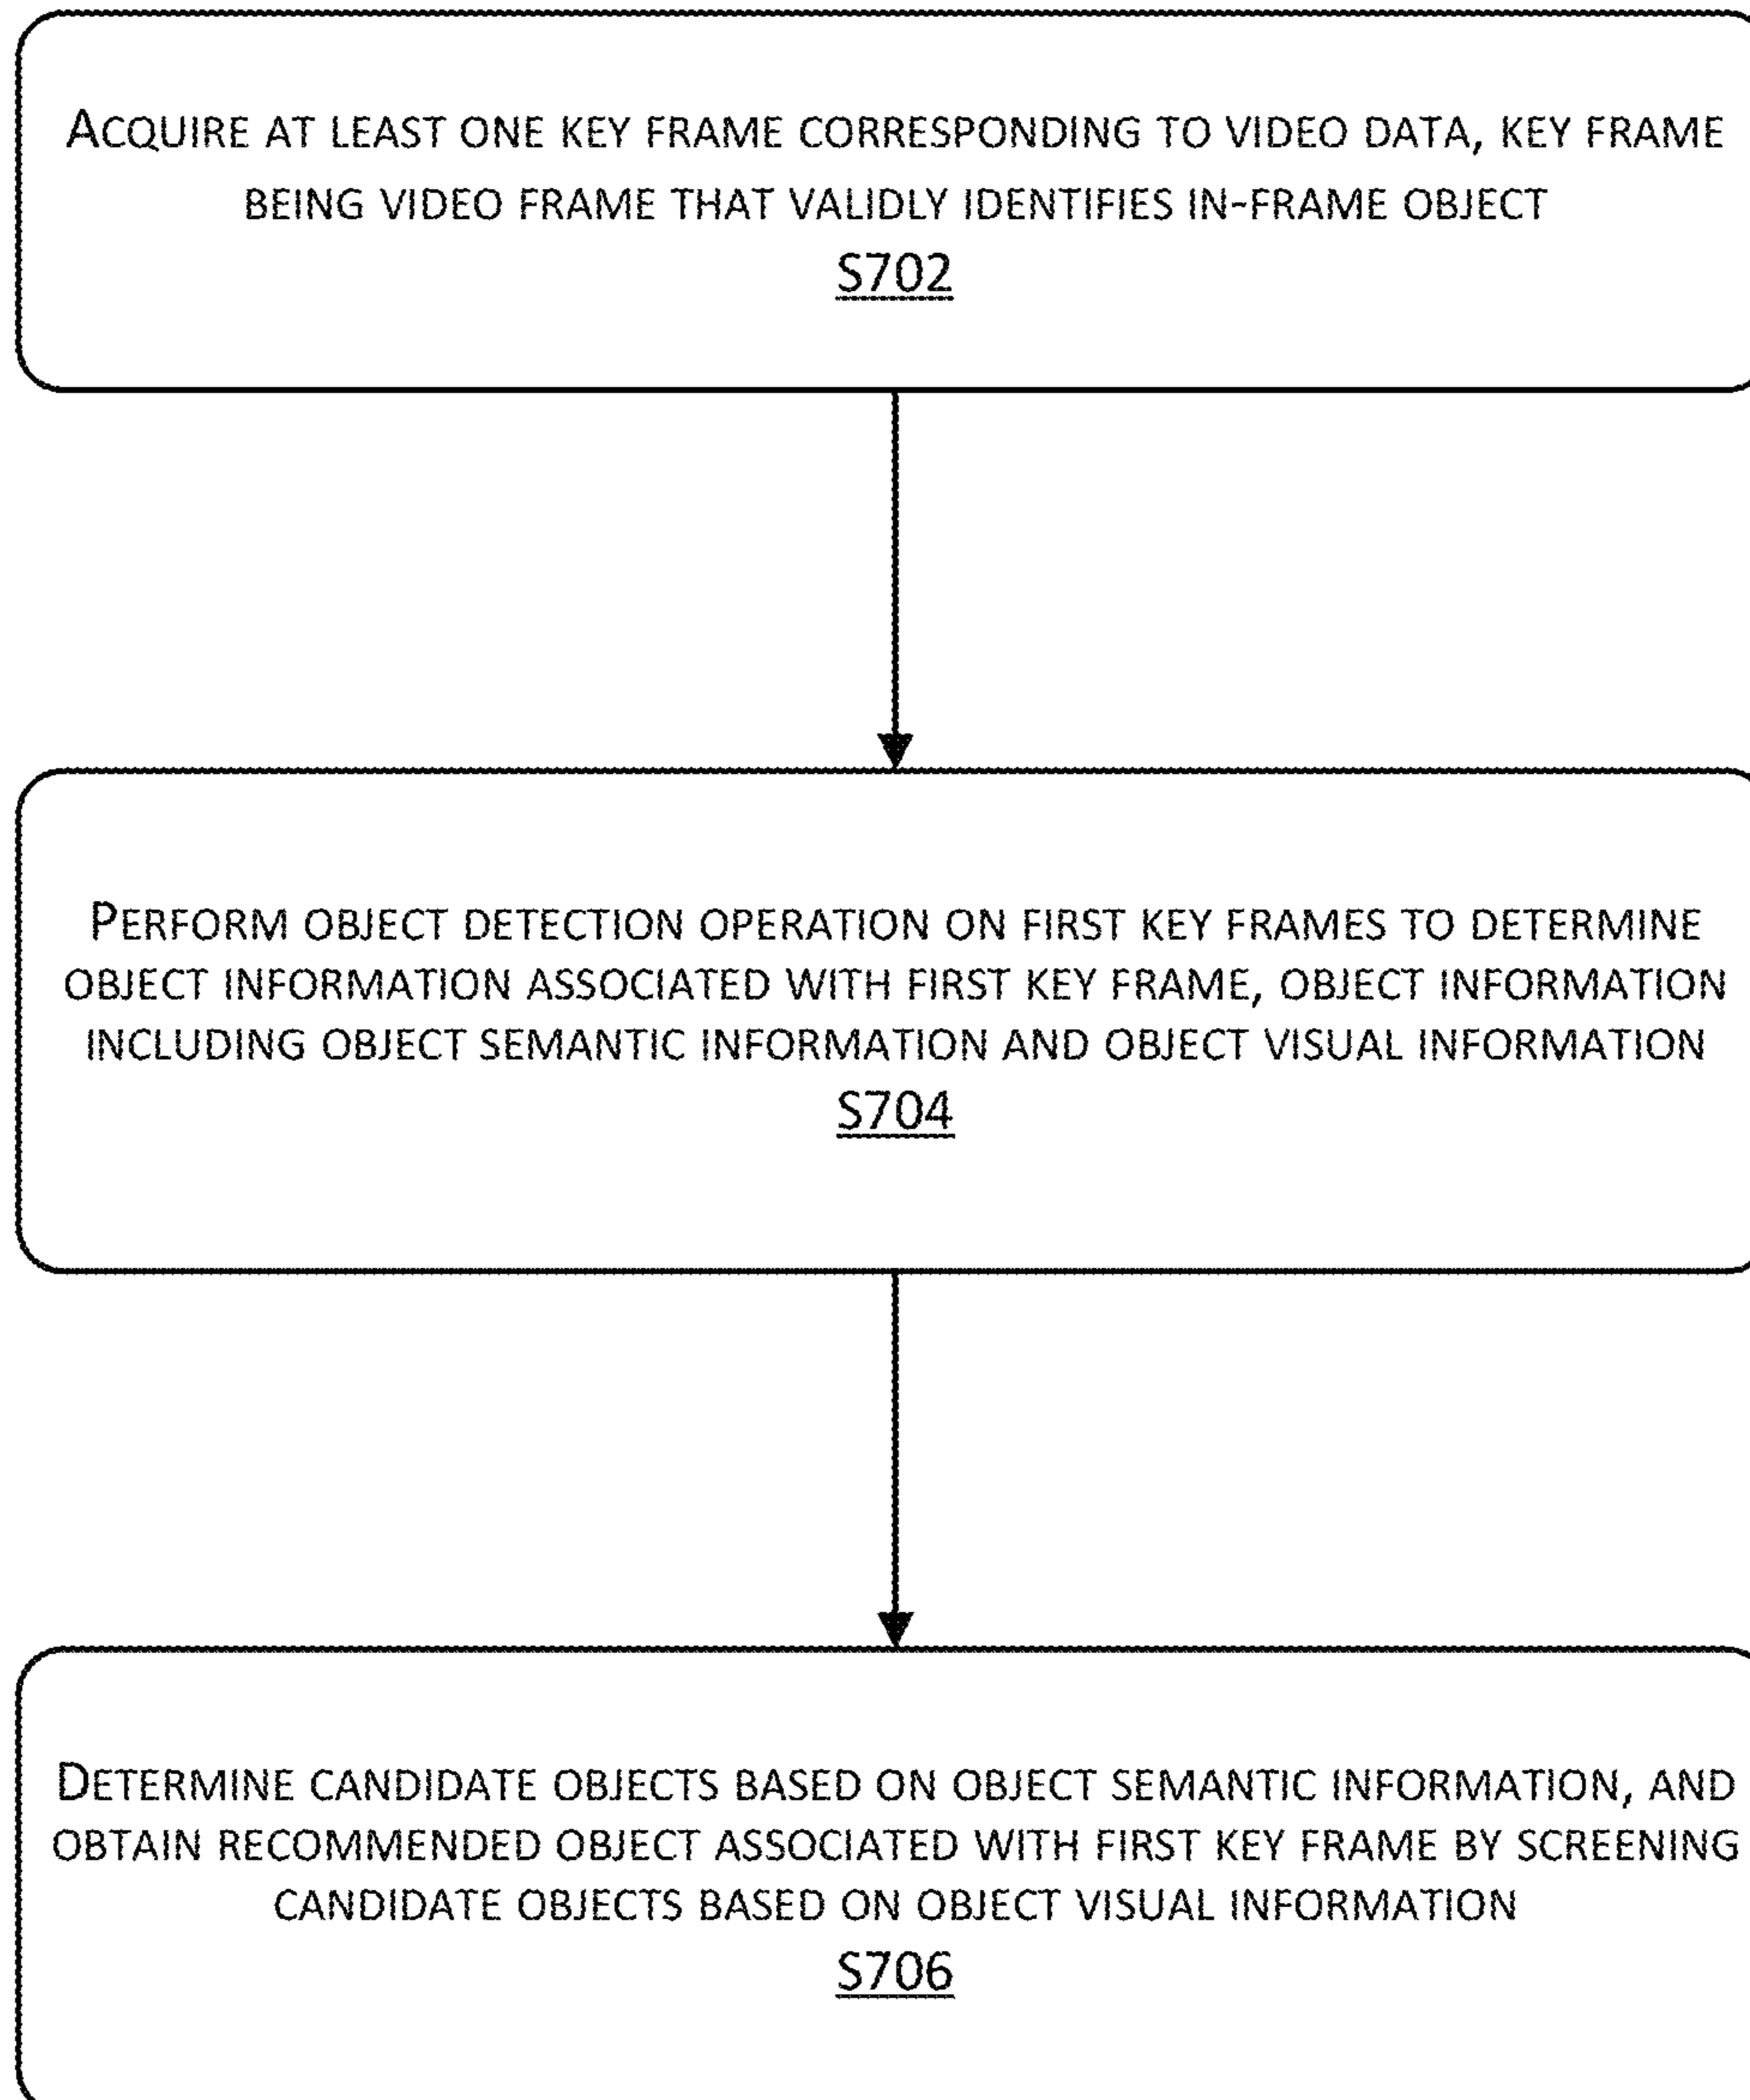 ACQUIRE AT LEAST ONE KEY FRAME CORRESPONDING TO VIDEO DATA, KEY FRAME
BEING VIDEO FRAME THAT VALIDLY IDENTIFIES IN-FRAME OBJECT
S702
PERFORM OBJECT DETECTION OPERATION ON FIRST KEY FRAMES TO DETERMINE
OBJECT INFORMATION ASSOCIATED WITH FIRST KEY FRAME, OBJECT INFORMATION
INCLUDING OBJECT SEMANTIC INFORMATION AND OBJECT VISUAL INFORMATION
S704
DETERMINE CANDIDATE OBJECTS BASED ON OBJECT SEMANTIC INFORMATION, AND
OBTAIN RECOMMENDED OBJECT ASSOCIATED WITH FIRST KEY FRAME BY SCREENING
CANDIDATE OBJECTS BASED ON OBJECT VISUAL INFORMATION
S706